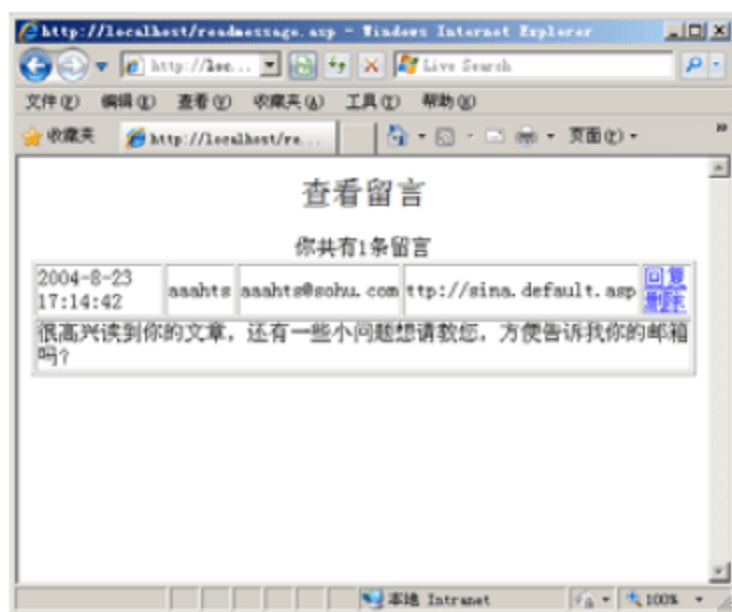 http://localhost/readmessage.asp - Windows Internet Explorer
http://loc... Live Search
文件(F) 编辑(E) 查看(V) 收藏夹(A) 工具(T) 帮助(H)
收藏夹 http://localhost/re... 页面(P)
查看留言
你共有1条留言
2004-8-23 17:14:42 aaahts aaahts@sohu.com ttp://sina.default.asp 回复 删除
很高兴读到你的文章，还有一些小问题想请教您，方便告诉我你的邮箱
吗?
本地 Intranet 100%